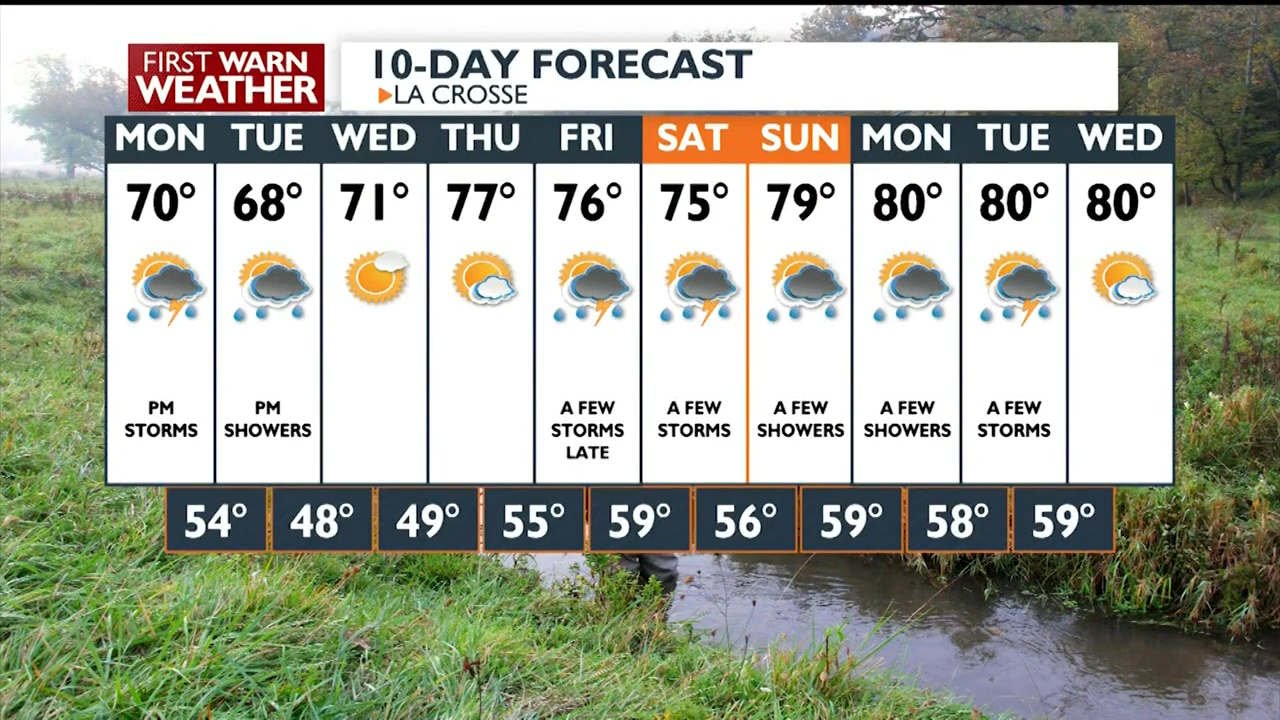 FIRST WARN
WEATHER
10-DAY FORECAST
LA CROSSE
MON TUE WED THU FRI SAT SUN MON TUE WED
70° 68° 71° 77° 76° 75° 79° 80° 80° 80°
PM
STORMS
PM
SHOWERS
A FEW
STORMS
LATE
A FEW
STORMS
A FEW
SHOWERS
A FEW
SHOWERS
A FEW
STORMS
54° 48° 49° 55° 59° 56° 59° 58° 59°